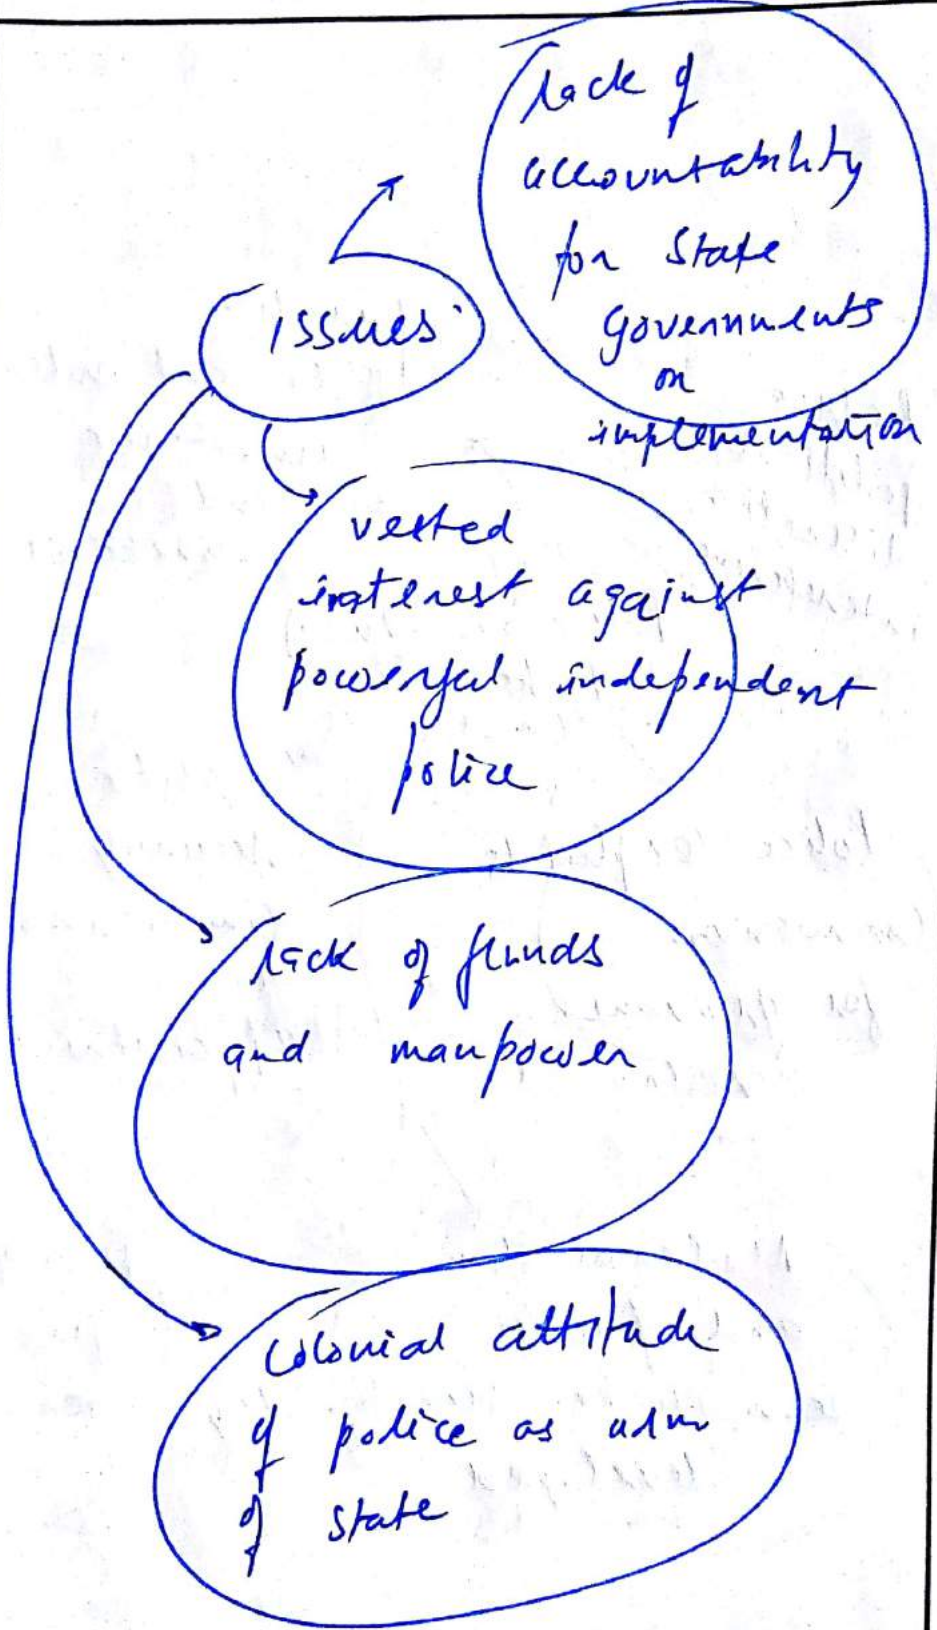 lack of
accountability
for State
governments
on
implementation
issues
vested
interest against
powerful independent
police
lack of funds
and manpower
colonial attitude
of police as
of state